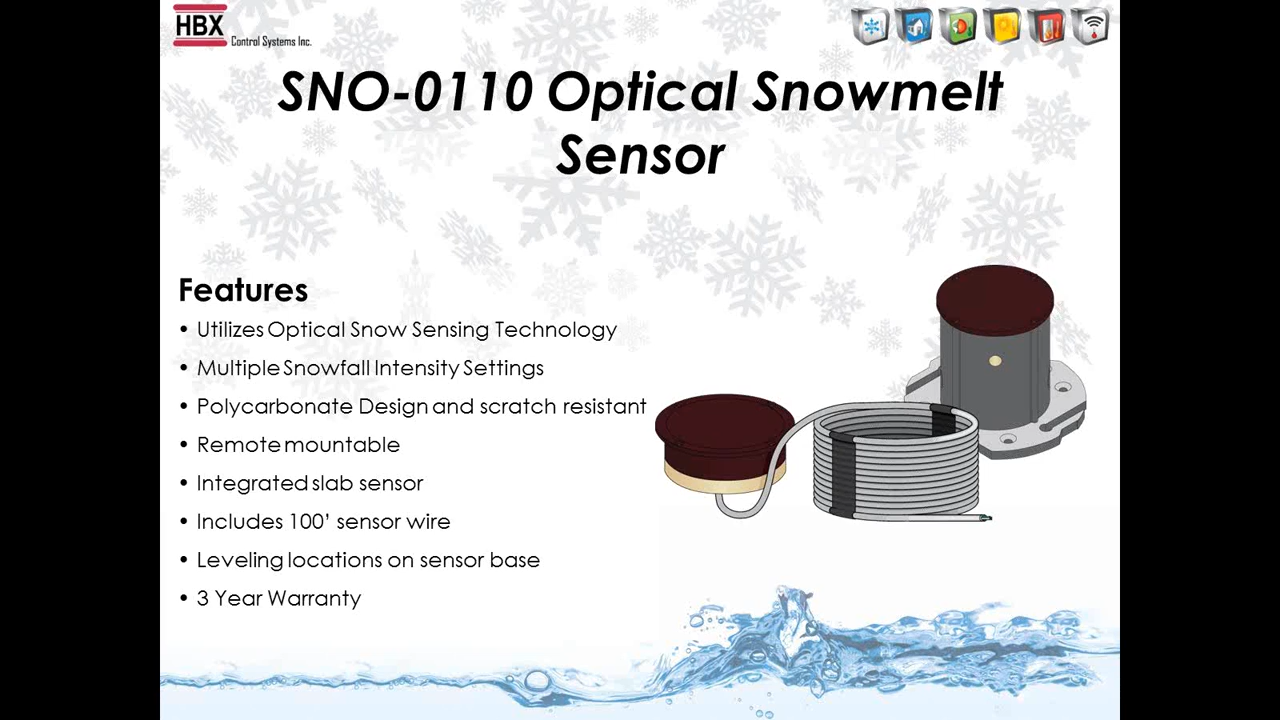 HBX
Control Systems Inc.
SNO-0110 Optical Snowmelt
Sensor
Features
• Utilizes Optical Snow Sensing Technology
• Multiple Snowfall Intensity Settings
• Polycarbonate Design and scratch resistant
• Remote mountable
• Integrated slab sensor
• Includes 100’ sensor wire
• Leveling locations on sensor base
• 3 Year Warranty